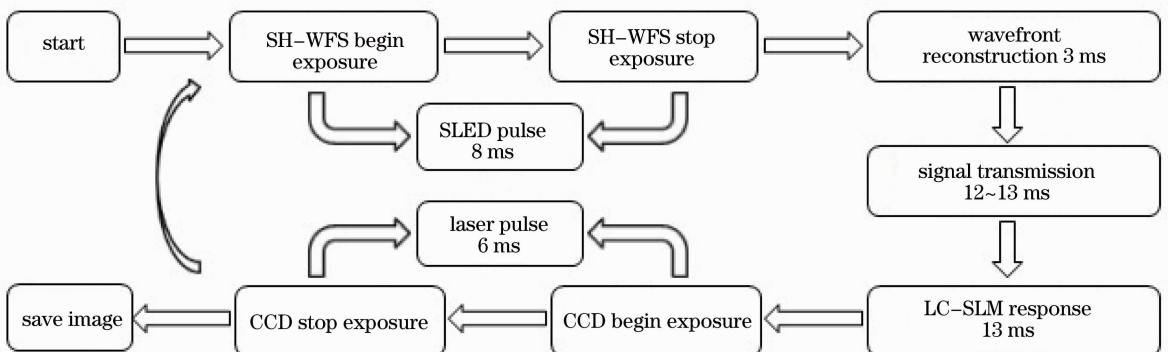 start
SH-WFS begin
exposure
SH-WFS stop
exposure
wavefront
reconstruction 3 ms
SLED pulse
8 ms
signal transmission
12~13 ms
laser pulse
6 ms
save image
CCD stop exposure
CCD begin exposure
LC-SLM response
13 ms